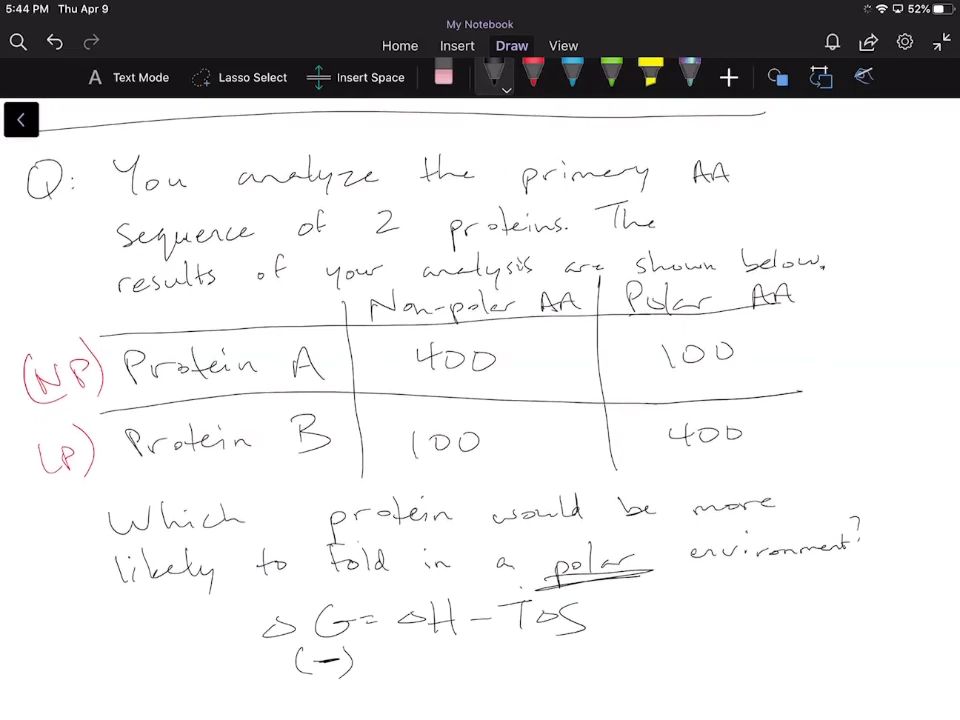 5:44 PM Thu Apr 9 52%
My Notebook
Home Insert Draw View
Text Mode Lasso Select Insert Space
Q: You analyze the primary AA
sequence of 2 proteins. The
results of your analysis are shown below.
Non-polar AA Polar AA
(NP) Protein A 400 100
(P) Protein B 100 400
Which protein would be more
likely to fold in a polar environment?
ΔG = ΔH - TΔS
(-)